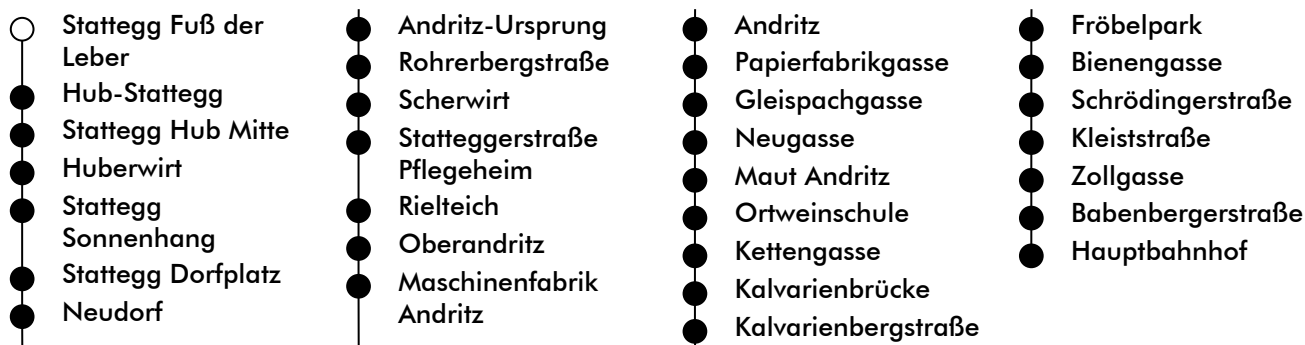 Stattegg Fuß der
Leber
Hub-Stattegg
Stattegg Hub Mitte
Huberwirt
Stattegg
Sonnenhang
Stattegg Dorfplatz
Neudorf
Andritz-Ursprung
Rohrerbergstraße
Scherwirt
Statteggerstraße
Pflegeheim
Rielteich
Oberandritz
Maschinenfabrik
Andritz
Andritz
Papierfabrikgasse
Gleispachgasse
Neugasse
Maut Andritz
Ortweinschule
Kettengasse
Kalvarienbrücke
Kalvarienbergstraße
Fröbelpark
Bienengasse
Schrödingerstraße
Kleiststraße
Zollgasse
Babenbergerstraße
Hauptbahnhof